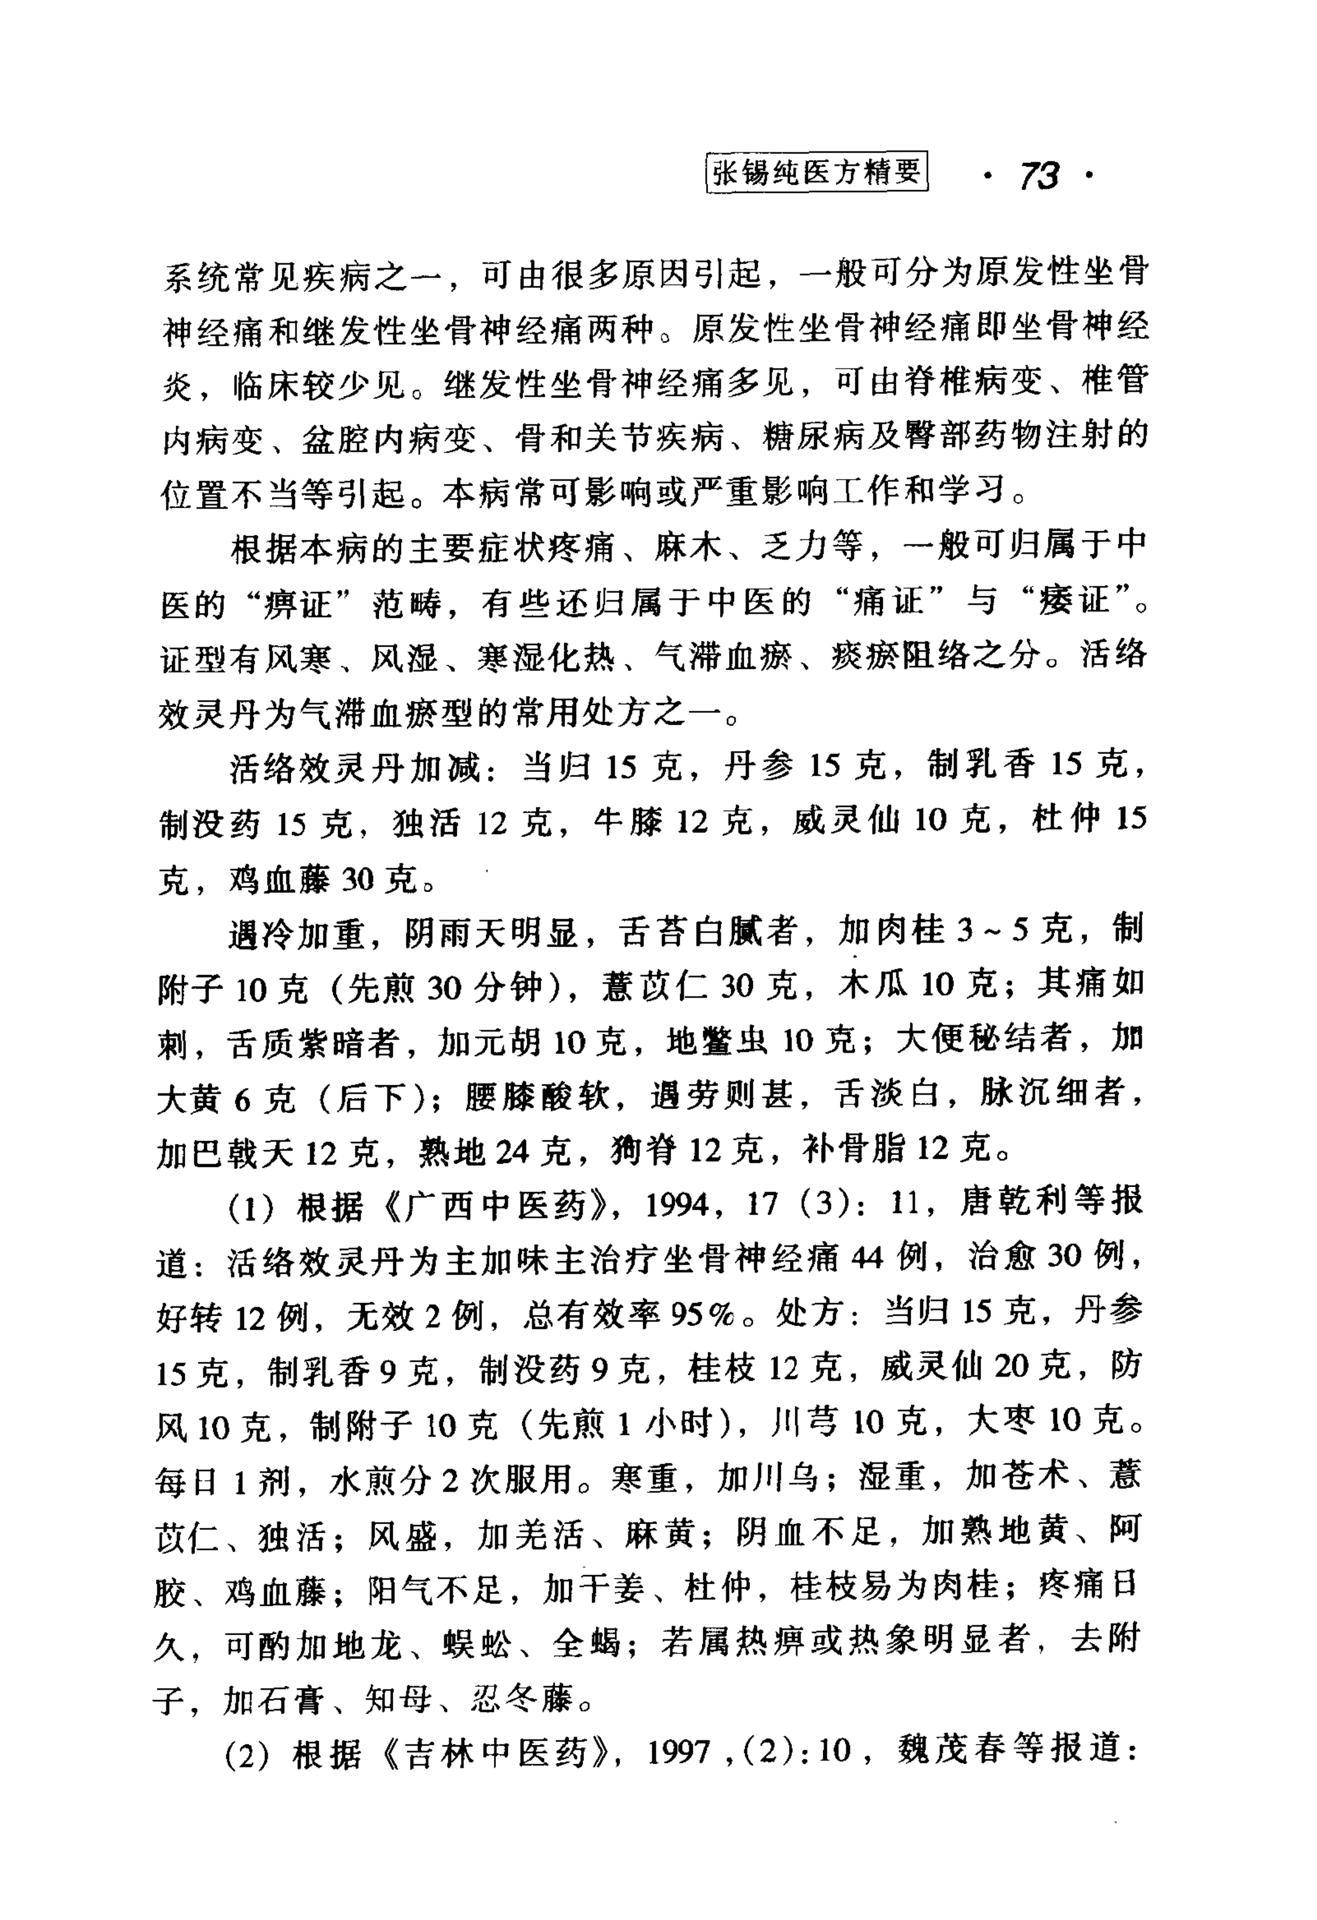 张锡纯医方精要 · 73 ·
系统常见疾病之一，可由很多原因引起，一般可分为原发性坐骨
神经痛和继发性坐骨神经痛两种。原发性坐骨神经痛即坐骨神经
炎，临床较少见。继发性坐骨神经痛多见，可由脊椎病变、椎管
内病变、盆腔内病变、骨和关节疾病、糖尿病及臀部药物注射的
位置不当等引起。本病常可影响或严重影响工作和学习。
根据本病的主要症状疼痛、麻木、乏力等，一般可归属于中
医的“痹证”范畴，有些还归属于中医的“痛证”与“痿证”。
证型有风寒、风湿、寒湿化热、气滞血瘀、痰瘀阻络之分。活络
效灵丹为气滞血瘀型的常用处方之一。
活络效灵丹加减：当归 15 克，丹参 15 克，制乳香 15 克，
制没药 15 克，独活 12 克，牛膝 12 克，威灵仙 10 克，杜仲 15
克，鸡血藤 30 克。
遇冷加重，阴雨天明显，舌苔白腻者，加肉桂 3～5 克，制
附子 10 克（先煎 30 分钟），薏苡仁 30 克，木瓜 10 克；其痛如
刺，舌质紫暗者，加元胡 10 克，地鳖虫 10 克；大便秘结者，加
大黄 6 克（后下）；腰膝酸软，遇劳则甚，舌淡白，脉沉细者，
加巴戟天 12 克，熟地 24 克，狗脊 12 克，补骨脂 12 克。
（1）根据《广西中医药》，1994，17（3）：11，唐乾利等报
道：活络效灵丹为主加味主治疗坐骨神经痛 44 例，治愈 30 例，
好转 12 例，无效 2 例，总有效率 95%。处方：当归 15 克，丹参
15 克，制乳香 9 克，制没药 9 克，桂枝 12 克，威灵仙 20 克，防
风 10 克，制附子 10 克（先煎 1 小时），川芎 10 克，大枣 10 克。
每日 1 剂，水煎分 2 次服用。寒重，加川乌；湿重，加苍术、薏
苡仁、独活；风盛，加羌活、麻黄；阴血不足，加熟地黄、阿
胶、鸡血藤；阳气不足，加干姜、杜仲，桂枝易为肉桂；疼痛日
久，可酌加地龙、蜈蚣、全蝎；若属热痹或热象明显者，去附
子，加石膏、知母、忍冬藤。
（2）根据《吉林中医药》，1997，（2）：10，魏茂春等报道：